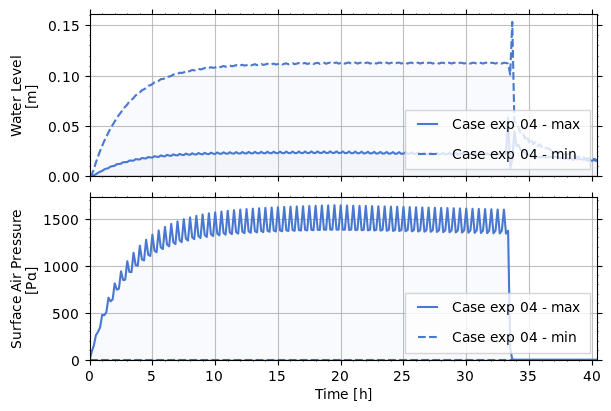 0.15
0.10
0.05
0.00
Water Level
[m]
Case exp 04 - max
Case exp 04 - min
1500
1000
500
0
Surface Air Pressure
[Pa]
Case exp 04 - max
Case exp 04 - min
0 5 10 15 20 25 30 35 40
Time [h]